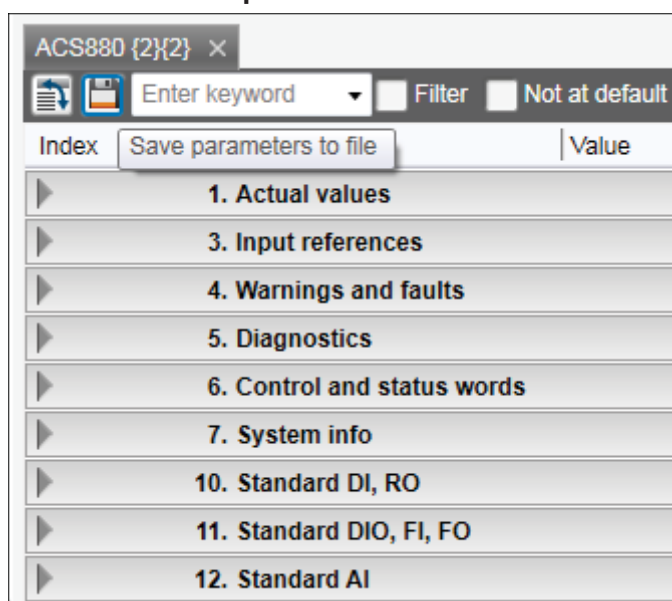 ACS880 {2}{2} ×
Enter keyword Filter Not at default
Index Save parameters to file Value
1. Actual values
3. Input references
4. Warnings and faults
5. Diagnostics
6. Control and status words
7. System info
10. Standard DI, RO
11. Standard DIO, FI, FO
12. Standard AI